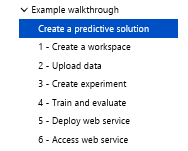 Example walkthrough
Create a predictive solution
1 - Create a workspace
2 - Upload data
3 - Create experiment
4 - Train and evaluate
5 - Deploy web service
6 - Access web service